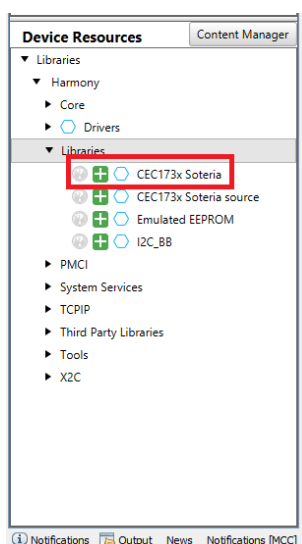 Device Resources
Content Manager
Libraries
Harmony
Core
Drivers
Libraries
CEC173x Soteria
CEC173x Soteria source
Emulated EEPROM
I2C_BB
PMCI
System Services
TCPIP
Third Party Libraries
Tools
X2C
Notifications Output News Notifications [MCC]